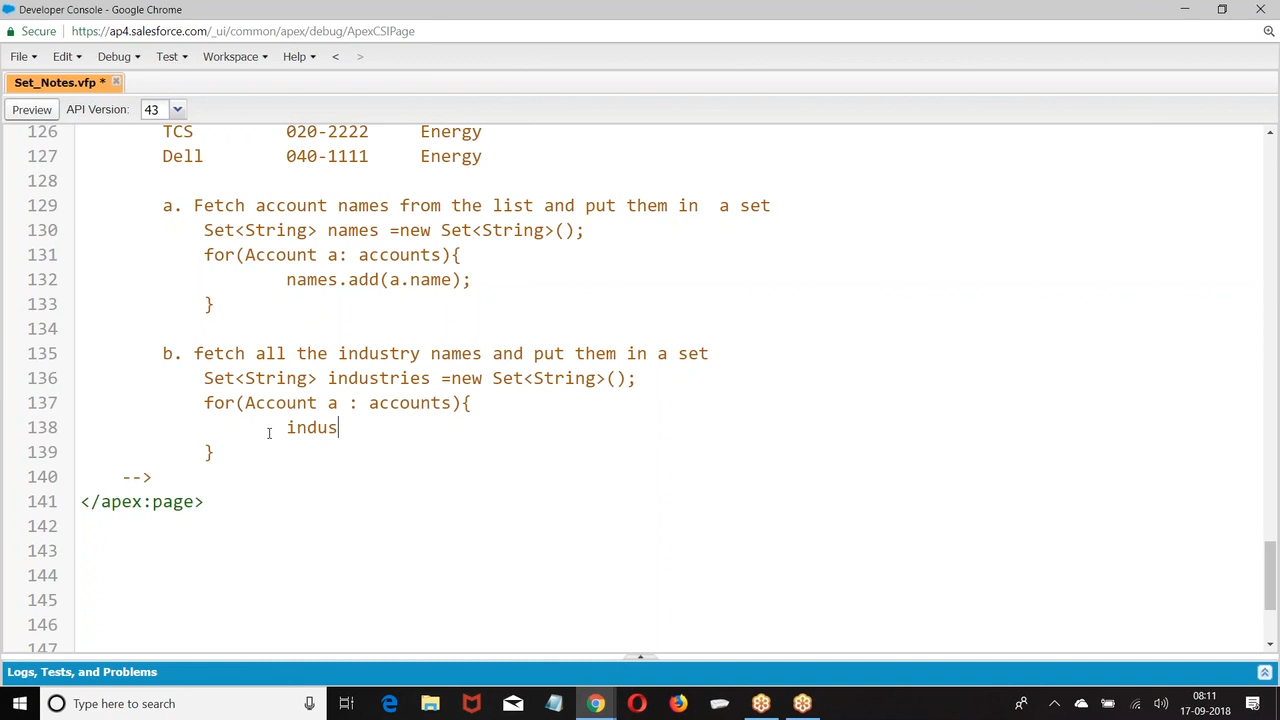 Developer Console - Google Chrome
Secure https://ap4.salesforce.com/_ui/common/apex/debug/ApexCSIPage
File Edit Debug Test Workspace Help < >
Set_Notes.vfp *
Preview API Version: 43
126 TCS 020-2222 Energy
127 Dell 040-1111 Energy
128
129 a. Fetch account names from the list and put them in a set
130 Set<String> names =new Set<String>();
131 for(Account a: accounts){
132 names.add(a.name);
133 }
134
135 b. fetch all the industry names and put them in a set
136 Set<String> industries =new Set<String>();
137 for(Account a : accounts){
138 indus
139 }
140 -->
141 </apex:page>
142
143
144
145
146
147
Logs, Tests, and Problems
Type here to search
08:11
17-09-2018